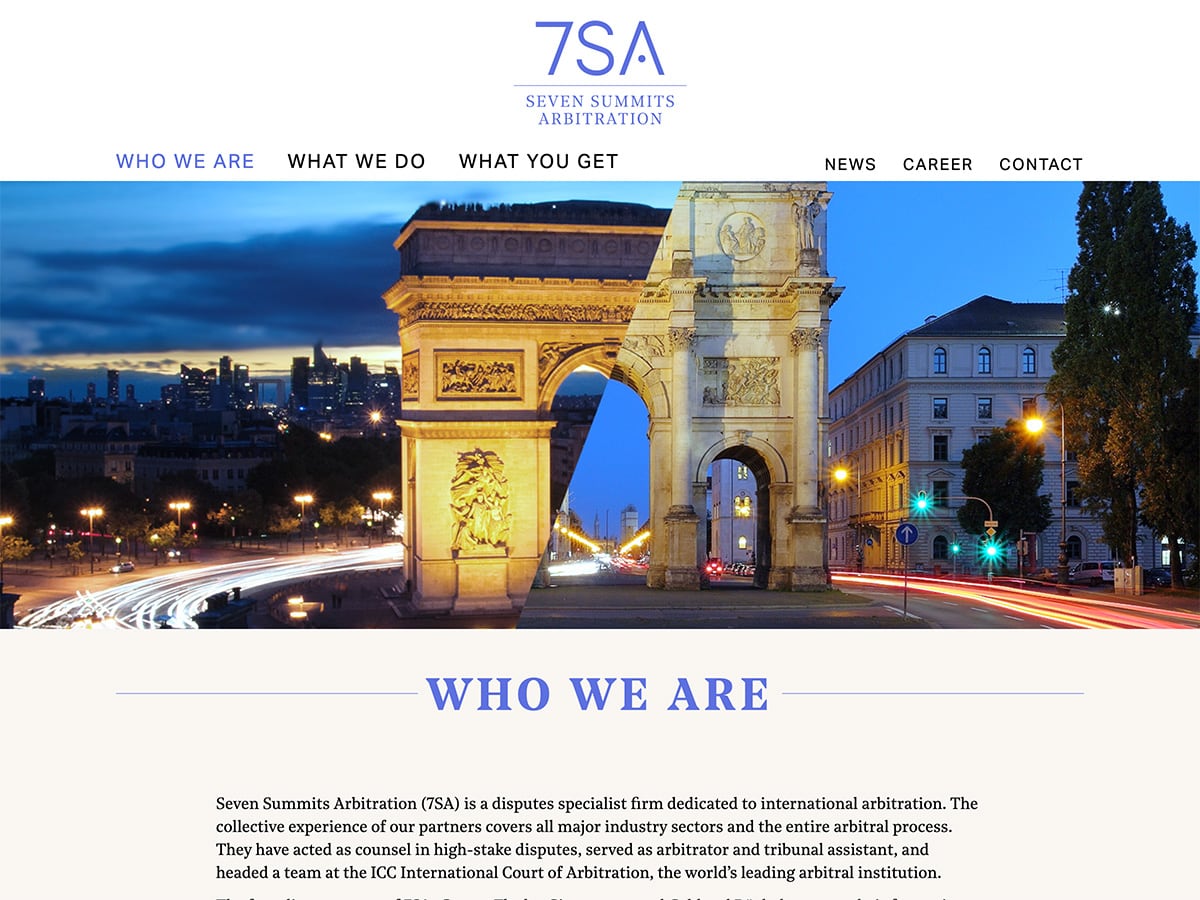 7SA
SEVEN SUMMITS
ARBITRATION
WHO WE ARE WHAT WE DO WHAT YOU GET
NEWS CAREER CONTACT
WHO WE ARE
Seven Summits Arbitration (7SA) is a disputes specialist firm dedicated to international arbitration. The
collective experience of our partners covers all major industry sectors and the entire arbitral process.
They have acted as counsel in high-stake disputes, served as arbitrator and tribunal assistant, and
headed a team at the ICC International Court of Arbitration, the world’s leading arbitral institution.